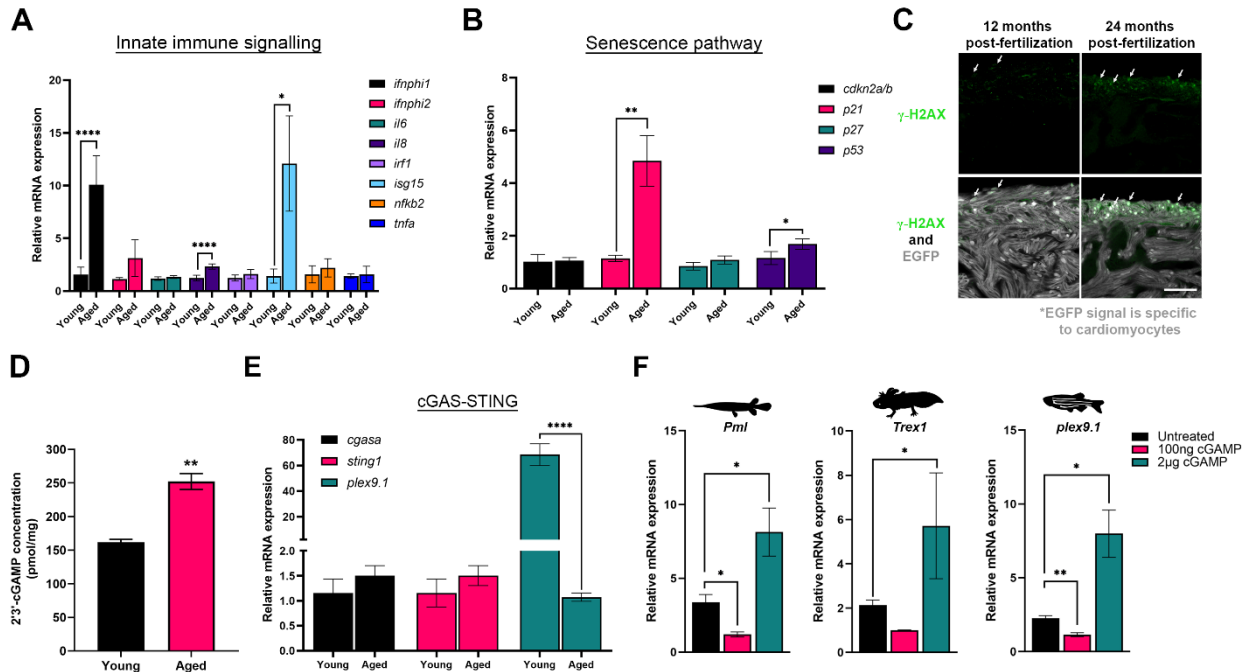 A
Innate immune signalling
Relative mRNA expression
20
15
10
5
0
****
****
*
ifnphi1
ifnphi2
il6
il8
irf1
isg15
nfkb2
tnfa
Young Aged Young Aged Young Aged Young Aged Young Aged Young Aged Young Aged Young Aged
B
Senescence pathway
Relative mRNA expression
8
6
4
2
0
**
*
cdkn2a/b
p21
p27
p53
Young Aged Young Aged Young Aged Young Aged
C
12 months post-fertilization
24 months post-fertilization
γ-H2AX
γ-H2AX
and
EGFP
*EGFP signal is specific
to cardiomyocytes
D
2'3'-cGAMP concentration
(pmol/mg)
300
250
200
150
100
50
0
**
Young Aged
E
cGAS-STING
Relative mRNA expression
80
60
40
20
2.0
1.5
1.0
0.5
0.0
cgasa
sting1
plex9.1
****
Young Aged Young Aged Young Aged
F
Pml
Relative mRNA expression
15
10
5
0
*
*
Trex1
Relative mRNA expression
8
6
4
2
0
*
plex9.1
Relative mRNA expression
15
10
5
0
*
**
Untreated
100ng cGAMP
2µg cGAMP